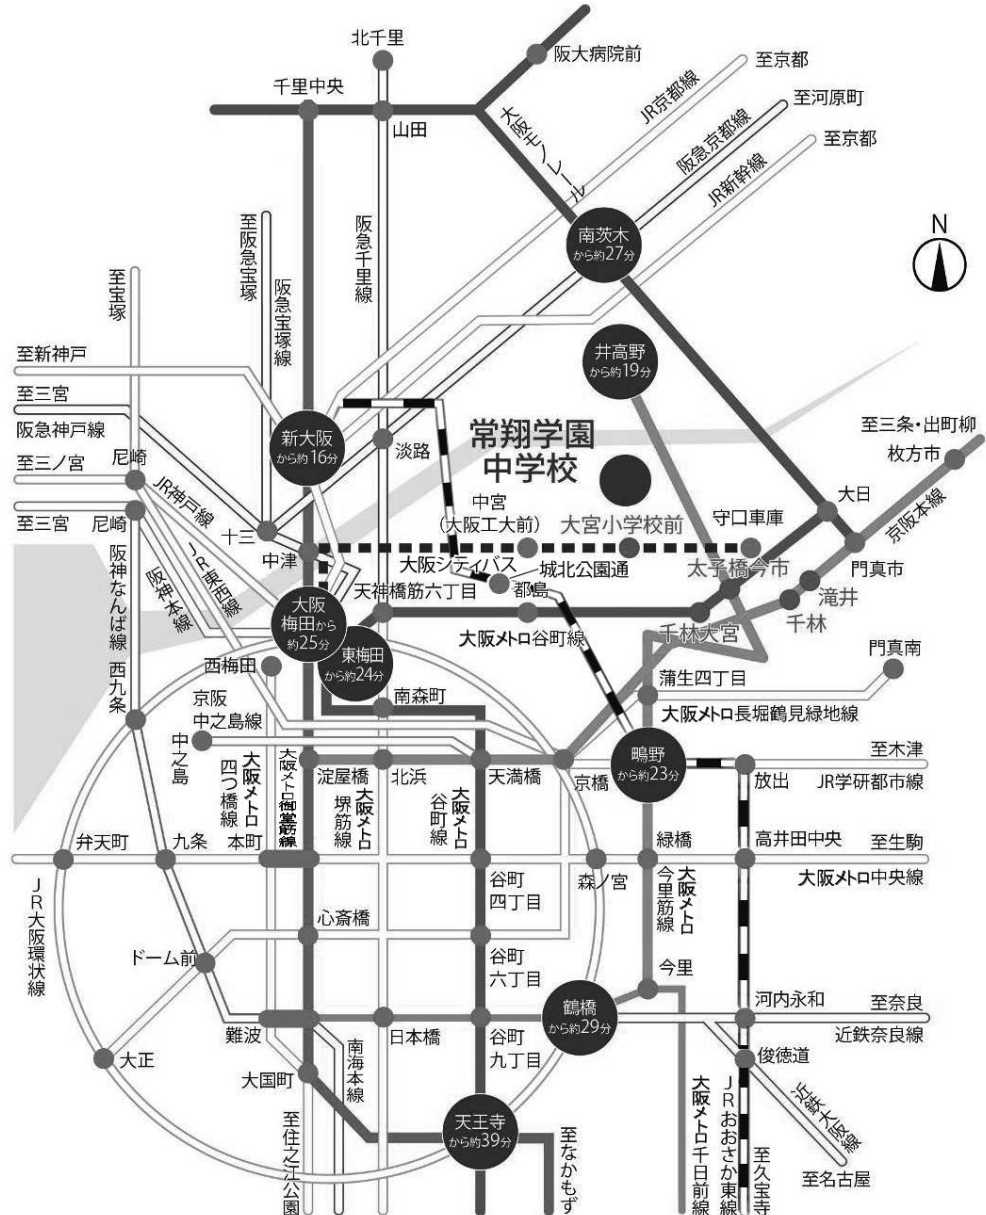 北千里
阪大病院前
千里中央
山田
大阪モノレール
JR京都線
至京都
阪急京都線
至河原町
JR新幹線
至京都
N
至阪急宝塚
阪急宝塚線
阪急千里線
南茨木
から約27分
至宝塚
至新神戸
井高野
から約19分
至三宮
阪急神戸線
新大阪
から約16分
淡路
常翔学園
中学校
至三条・出町柳
枚方市
京阪本線
至三ノ宮
尼崎
JR神戸線
至三宮
尼崎
十三
中津
中宮
(大阪工大前)
大宮小学校前
守口車庫
大日
門真市
大阪シティバス
城北公園通
太子橋今市
滝井
千林
千林大宮
阪神なんば線
阪神本線
JR東西線
天神橋筋六丁目
都島
大阪メトロ谷町線
大阪
梅田から
約25分
東梅田
から約24分
西梅田
南森町
蒲生四丁目
門真南
大阪メトロ長堀鶴見緑地線
西九条
京阪
中之島線
中之島
大阪メトロ
四つ橋線
大阪メトロ御堂筋線
淀屋橋
北浜
天満橋
京橋
鴫野
から約23分
放出
至木津
JR学研都市線
大阪メトロ
堺筋線
大阪メトロ
谷町線
弁天町
九条
本町
谷町
四丁目
森ノ宮
緑橋
高井田中央
至生駒
大阪メトロ中央線
大阪メトロ
今里筋線
JR大阪環状線
心斎橋
ドーム前
谷町
六丁目
今里
河内永和
至奈良
近鉄奈良線
鶴橋
から約29分
難波
日本橋
谷町
九丁目
大正
大国町
南海本線
俊徳道
近鉄大阪線
至名古屋
天王寺
から約39分
至住之江公園
至なかもず
大阪メトロ千日前線
JRおおさか東線
至久宝寺